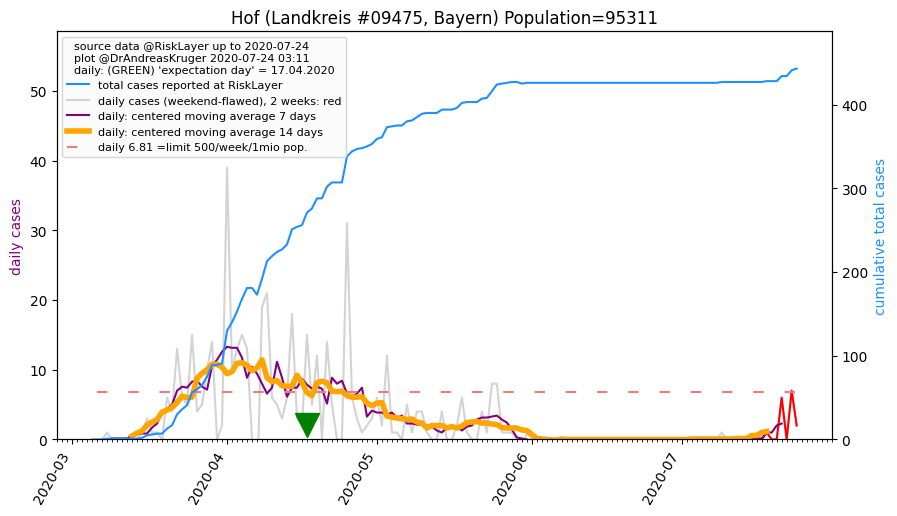 Hof (Landkreis #09475, Bayern) Population=95311
source data @RiskLayer up to 2020-07-24
plot @DrAndreasKruger 2020-07-24 03:11
daily: (GREEN) 'expectation day' = 17.04.2020
total cases reported at RiskLayer
daily cases (weekend-flawed), 2 weeks: red
daily: centered moving average 7 days
daily: centered moving average 14 days
daily 6.81 =limit 500/week/1mio pop.
daily cases
50
40
30
20
10
0
cumulative total cases
400
300
200
100
0
2020-03
2020-04
2020-05
2020-06
2020-07